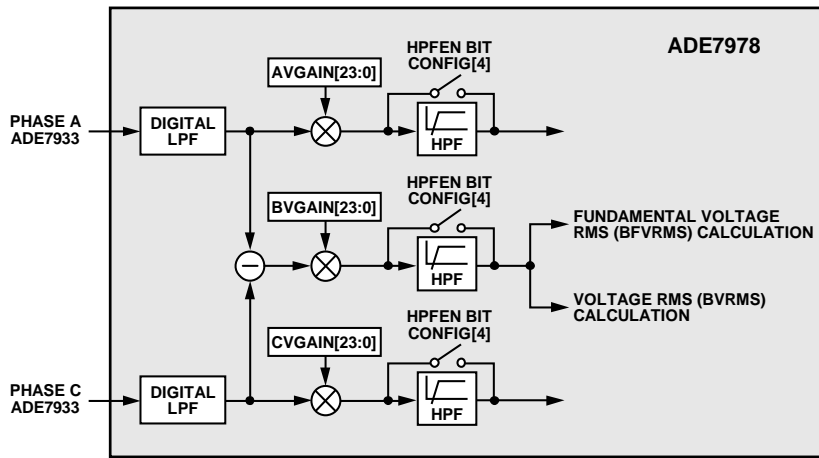 ADE7978
HPFEN BIT
CONFIG[4]
AVGAIN[23:0]
PHASE A
ADE7933
DIGITAL
LPF
HPF
HPFEN BIT
CONFIG[4]
BVGAIN[23:0]
HPF
FUNDAMENTAL VOLTAGE
RMS (BFVRMS) CALCULATION
VOLTAGE RMS (BVRMS)
CALCULATION
HPFEN BIT
CONFIG[4]
CVGAIN[23:0]
PHASE C
ADE7933
DIGITAL
LPF
HPF